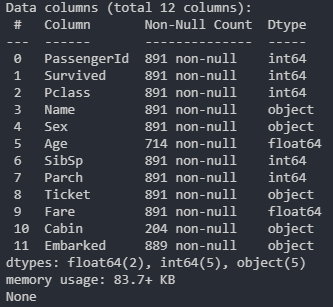 Data columns (total 12 columns):
 #   Column       Non-Null Count  Dtype
---  ------       --------------  -----
 0   PassengerId  891 non-null    int64
 1   Survived     891 non-null    int64
 2   Pclass       891 non-null    int64
 3   Name         891 non-null    object
 4   Sex          891 non-null    object
 5   Age          714 non-null    float64
 6   SibSp        891 non-null    int64
 7   Parch        891 non-null    int64
 8   Ticket       891 non-null    object
 9   Fare         891 non-null    float64
 10  Cabin        204 non-null    object
 11  Embarked     889 non-null    object
dtypes: float64(2), int64(5), object(5)
memory usage: 83.7+ KB
None